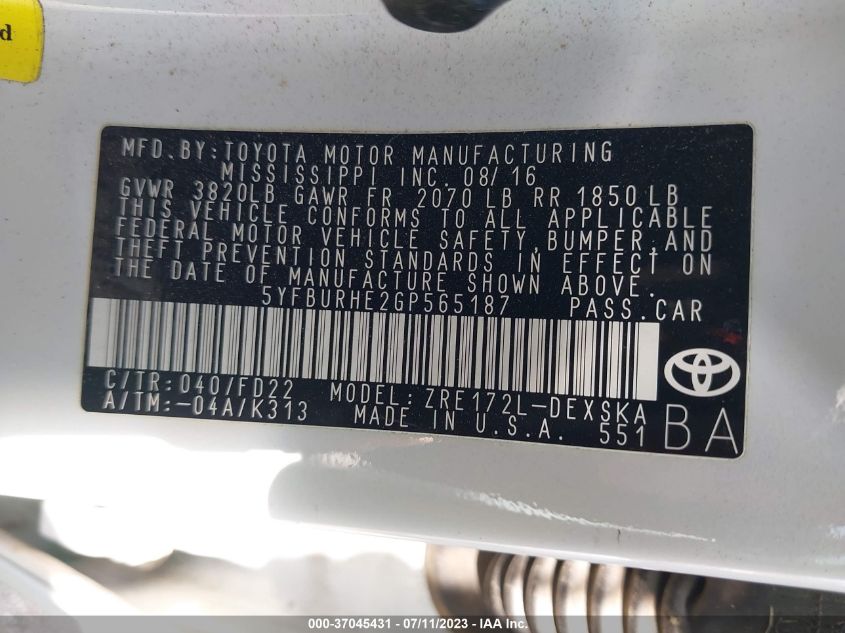 d
MFD.BY:TOYOTA MOTOR MANUFACTURING
MISSISSIPPI INC. 08/16
GVWR 3820LB GAWR FR 2070 LB RR 1850 LB
THIS VEHICLE CONFORMS TO ALL APPLICABLE
FEDERAL MOTOR VEHICLE SAFETY, BUMPER, AND
THEFT PREVENTION STANDARDS IN EFFECT ON
THE DATE OF MANUFACTURE SHOWN ABOVE.
5YFBURHE2GP565187 PASS.CAR
C/TR:040/FD22 MODEL:ZRE172L-DEXSKA
A/TM:-04A/K313 MADE IN U.S.A. 551 BA
000-37045431 - 07/11/2023 - IAA Inc.